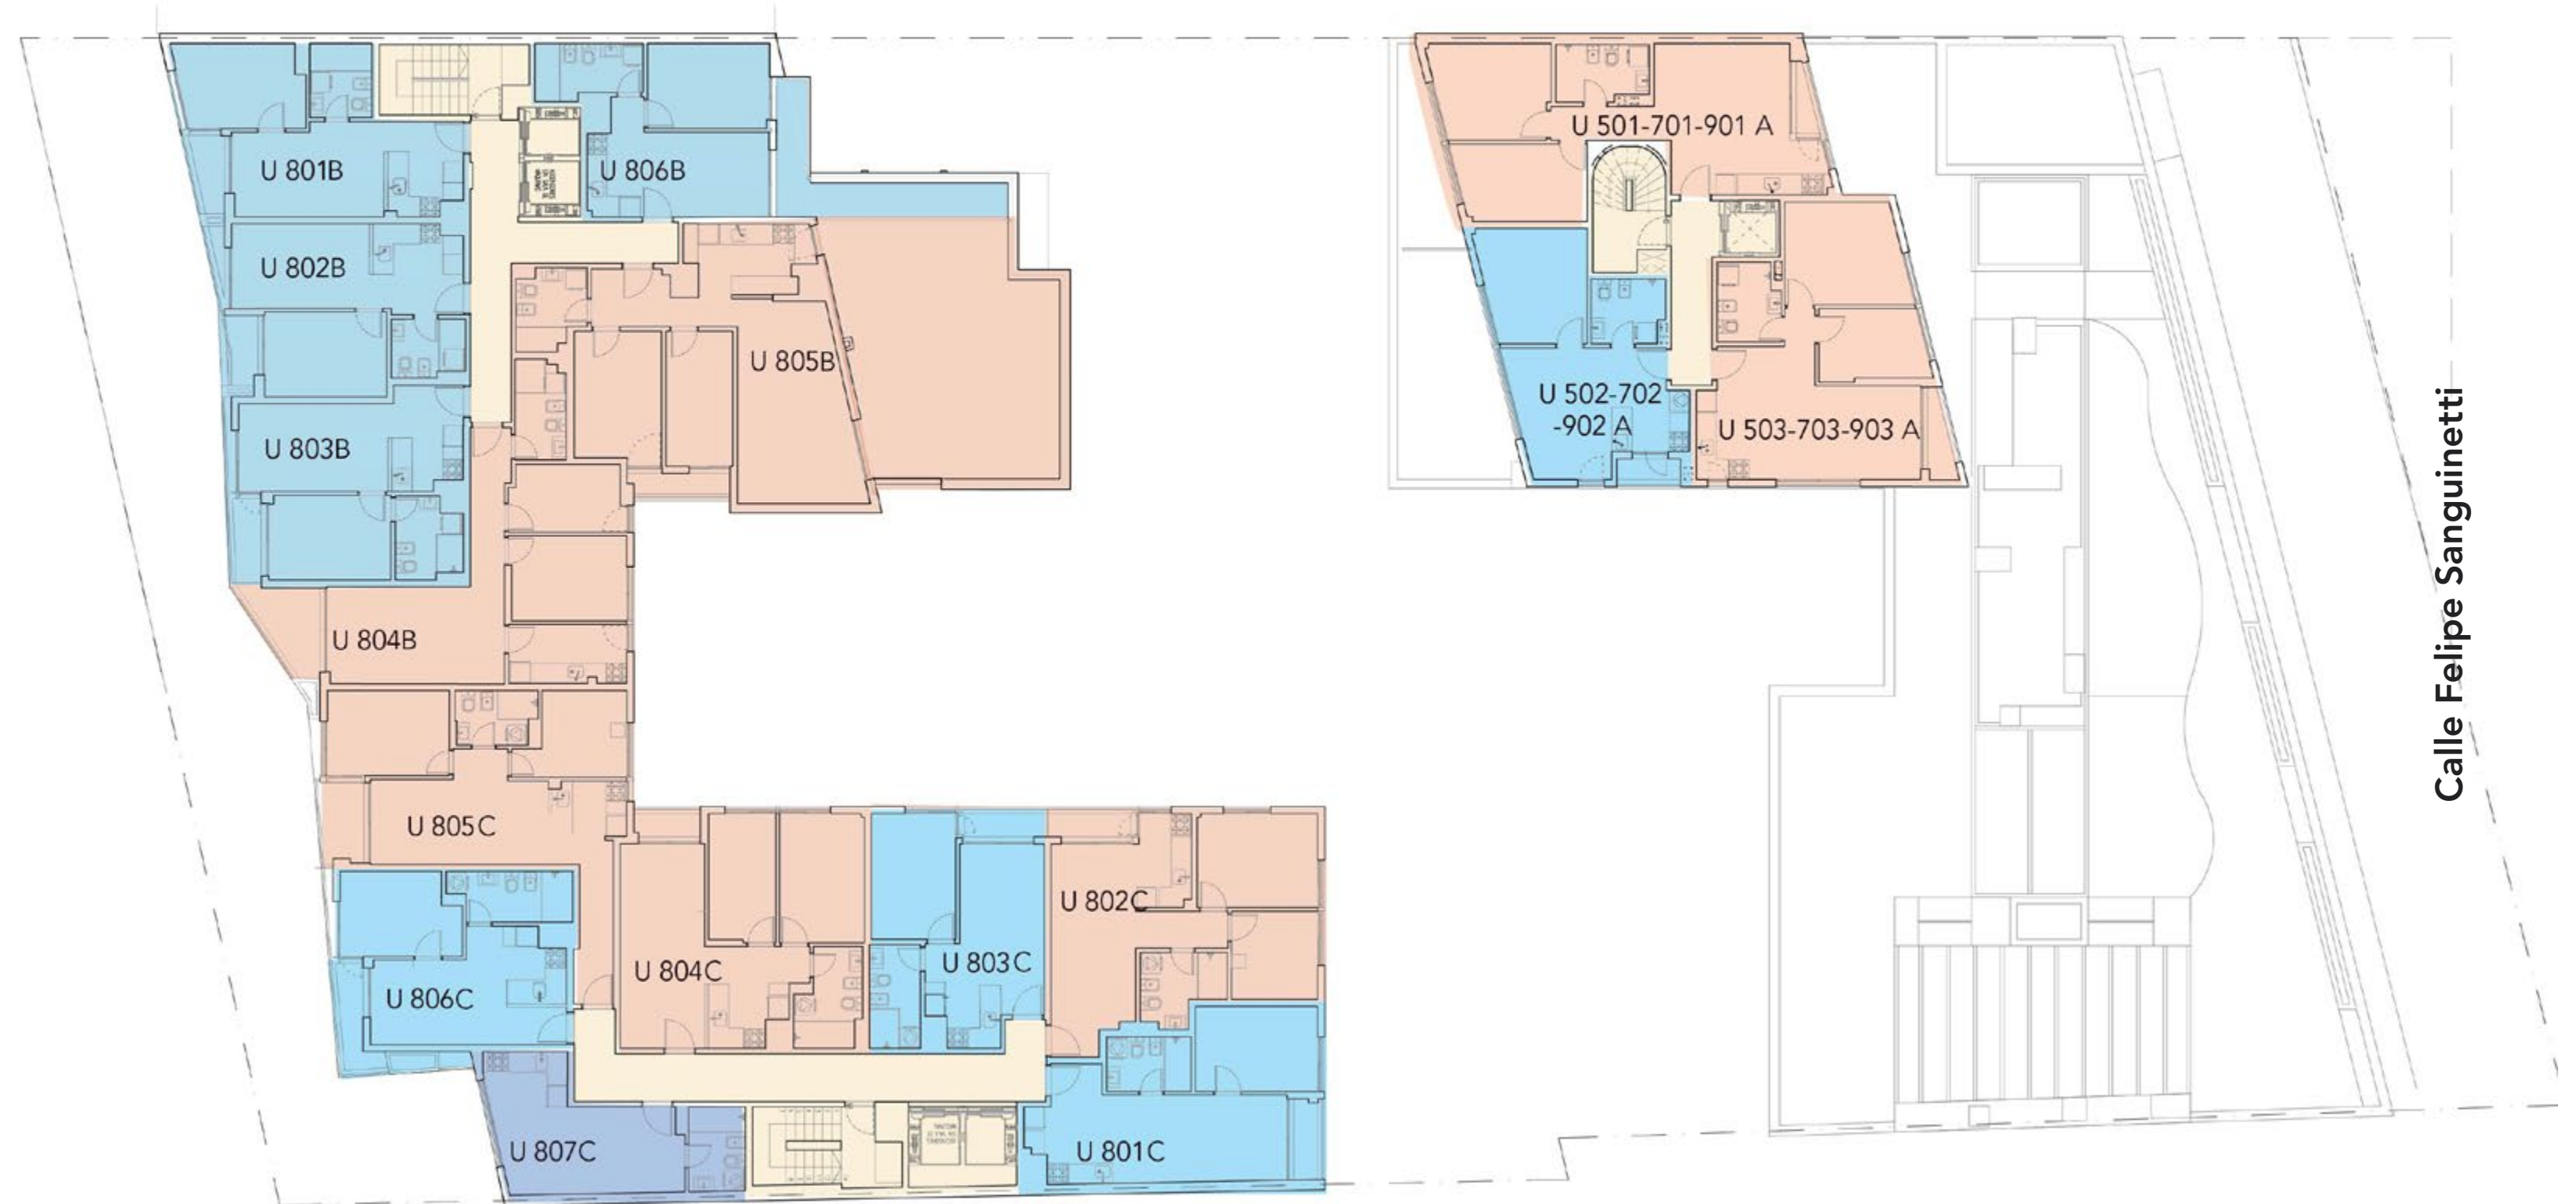 U 801B
U 806B
U 802B
U 805B
U 803B
U 804B
U 805C
U 804C
U 803C
U 802C
U 806C
U 807C
U 801C
U 501-701-901 A
U 502-702
-902 A
U 503-703-903 A
Calle Felipe Sanguinetti